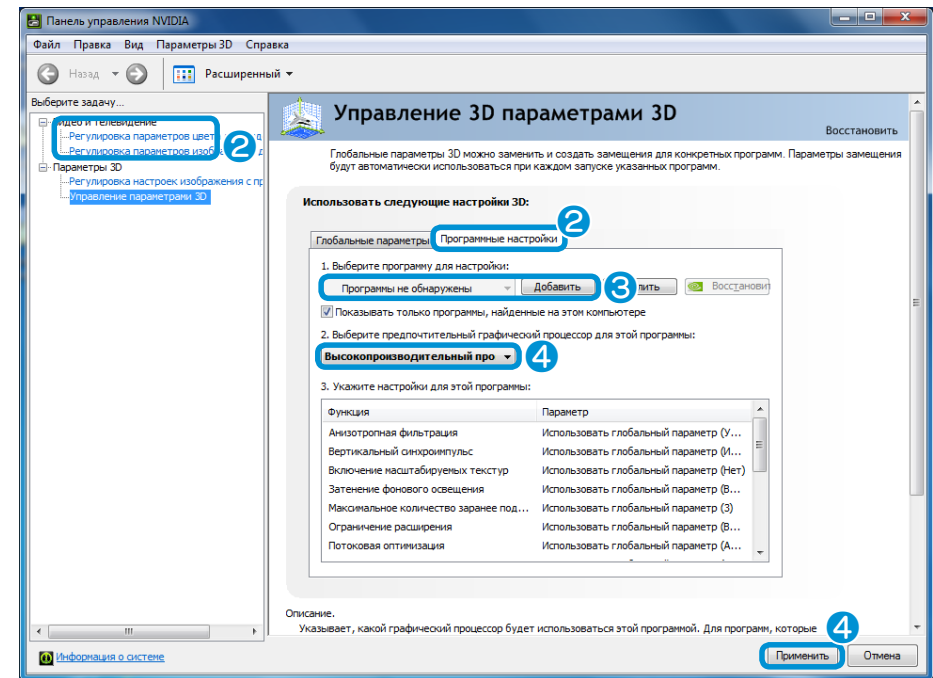 Панель управления NVIDIA
Файл Правка Вид Параметры 3D Справка
Назад
Расширенный
Выберите задачу...
Видео и телевидение
Регулировка параметров цвет
2
Регулировка параметров изоб
Параметры 3D
Регулировка настроек изображения с пр
Управление параметрами 3D
Управление 3D параметрами 3D
Восстановить
Глобальные параметры 3D можно заменить и создать замещения для конкретных программ. Параметры замещения
будут автоматически использоваться при каждом запуске указанных программ.
Использовать следующие настройки 3D:
2
Глобальные параметры Программные настройки
1. Выберите программу для настройки:
Программы не обнаружены Добавить 3 лить Восстановит
Показывать только программы, найденные на этом компьютере
2. Выберите предпочтительный графический процессор для этой программы:
Высокопроизводительный про 4
3. Укажите настройки для этой программы:
Функция Параметр
Анизотропная фильтрация Использовать глобальный параметр (У...
Вертикальный синхроимпульс Использовать глобальный параметр (И...
Включение масштабируемых текстур Использовать глобальный параметр (Нет)
Затенение фонового освещения Использовать глобальный параметр (В...
Максимальное количество заранее под... Использовать глобальный параметр (3)
Ограничение расширения Использовать глобальный параметр (В...
Потоковая оптимизация Использовать глобальный параметр (А...
Описание.
Указывает, какой графический процессор будет использоваться этой программой. Для программ, которые
4
Информация о системе
Применить Отмена